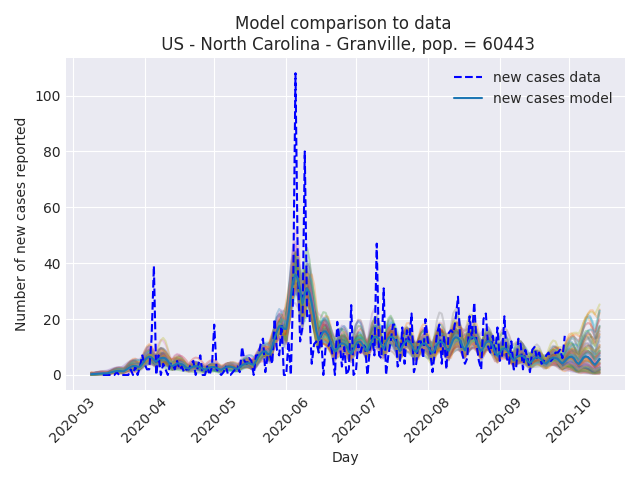 Model comparison to data
US - North Carolina - Granville, pop. = 60443
new cases data
new cases model
Number of new cases reported
100
80
60
40
20
0
2020-03
2020-04
2020-05
2020-06
2020-07
2020-08
2020-09
2020-10
Day